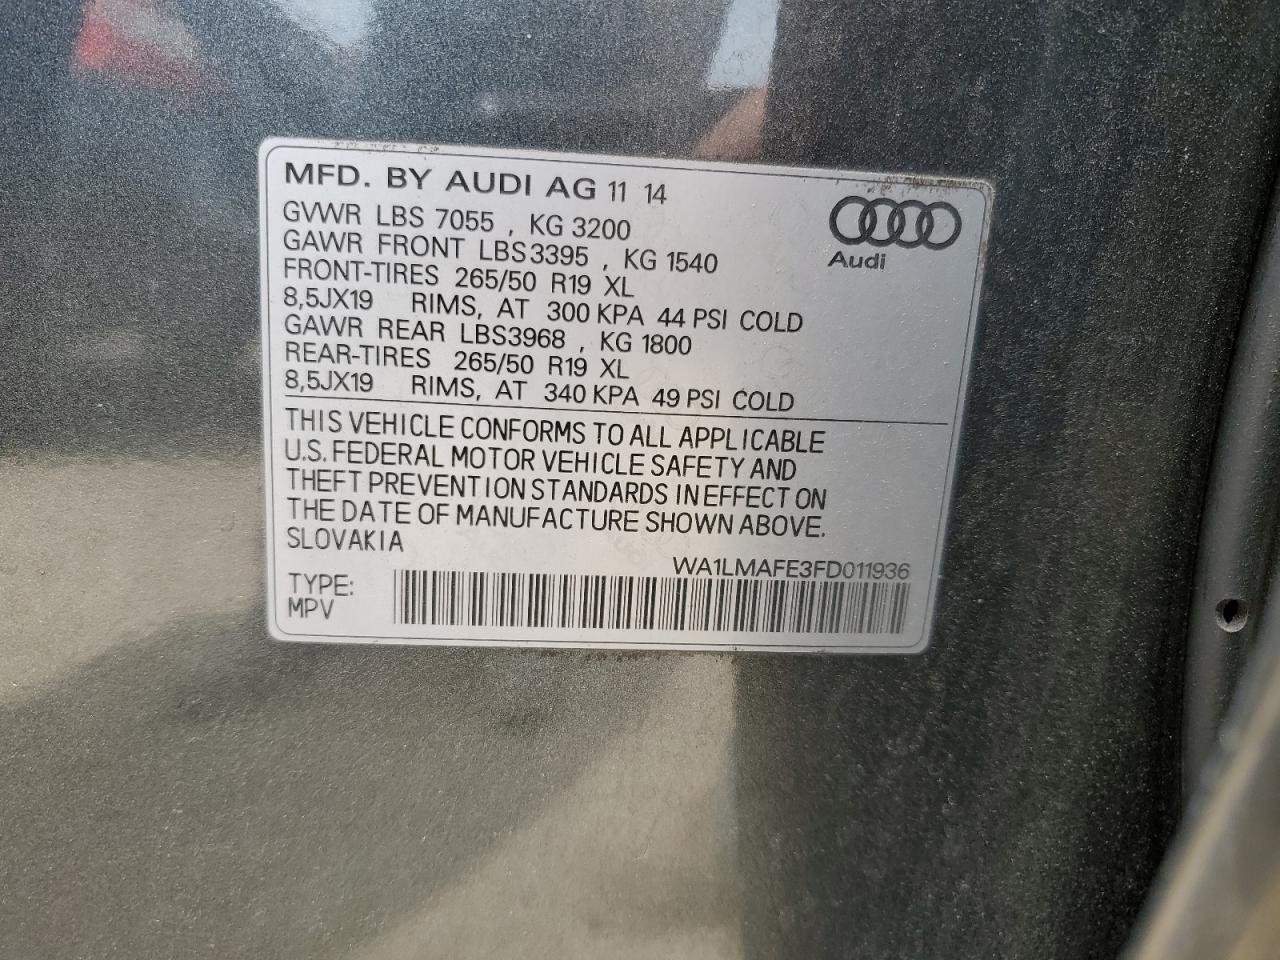 MFD. BY AUDI AG 11 14
GVWR LBS 7055 , KG 3200
GAWR FRONT LBS3395 , KG 1540
FRONT-TIRES 265/50 R19 XL
8,5JX19 RIMS, AT 300 KPA 44 PSI COLD
GAWR REAR LBS3968 , KG 1800
REAR-TIRES 265/50 R19 XL
8,5JX19 RIMS, AT 340 KPA 49 PSI COLD
Audi
THIS VEHICLE CONFORMS TO ALL APPLICABLE
U.S. FEDERAL MOTOR VEHICLE SAFETY AND
THEFT PREVENTION STANDARDS IN EFFECT ON
THE DATE OF MANUFACTURE SHOWN ABOVE.
SLOVAKIA
WA1LMAFE3FD011936
TYPE:
MPV